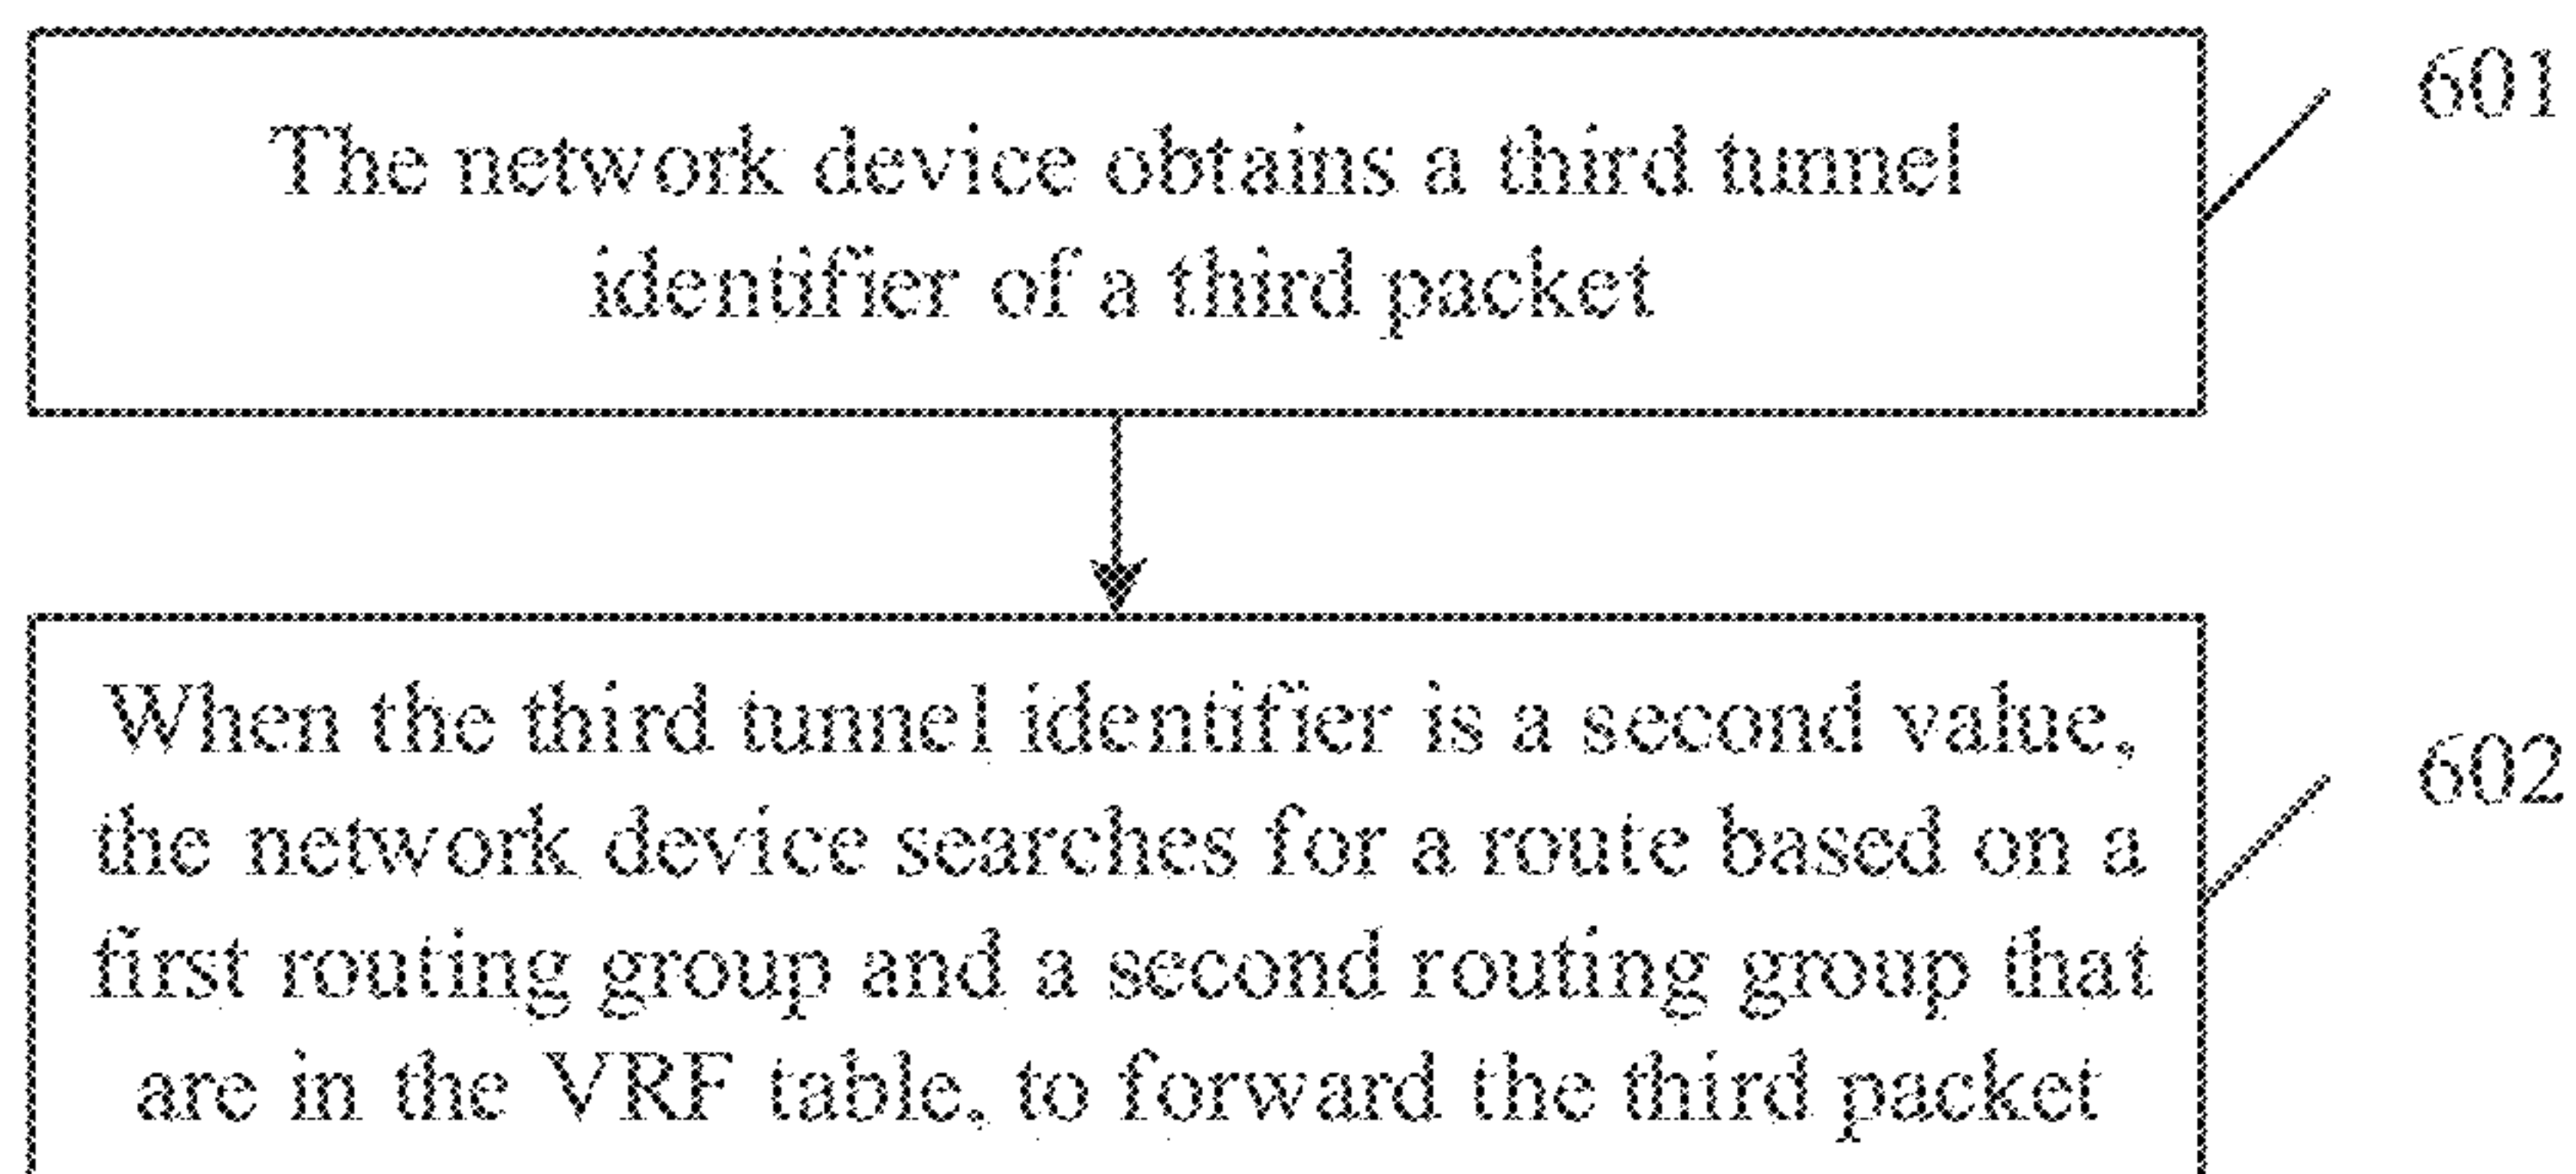 The network device obtains a third tunnel
identifier of a third packet
601
When the third tunnel identifier is a second value,
the network device searches for a route based on a
first routing group and a second routing group that
are in the VRF table, to forward the third packet
602